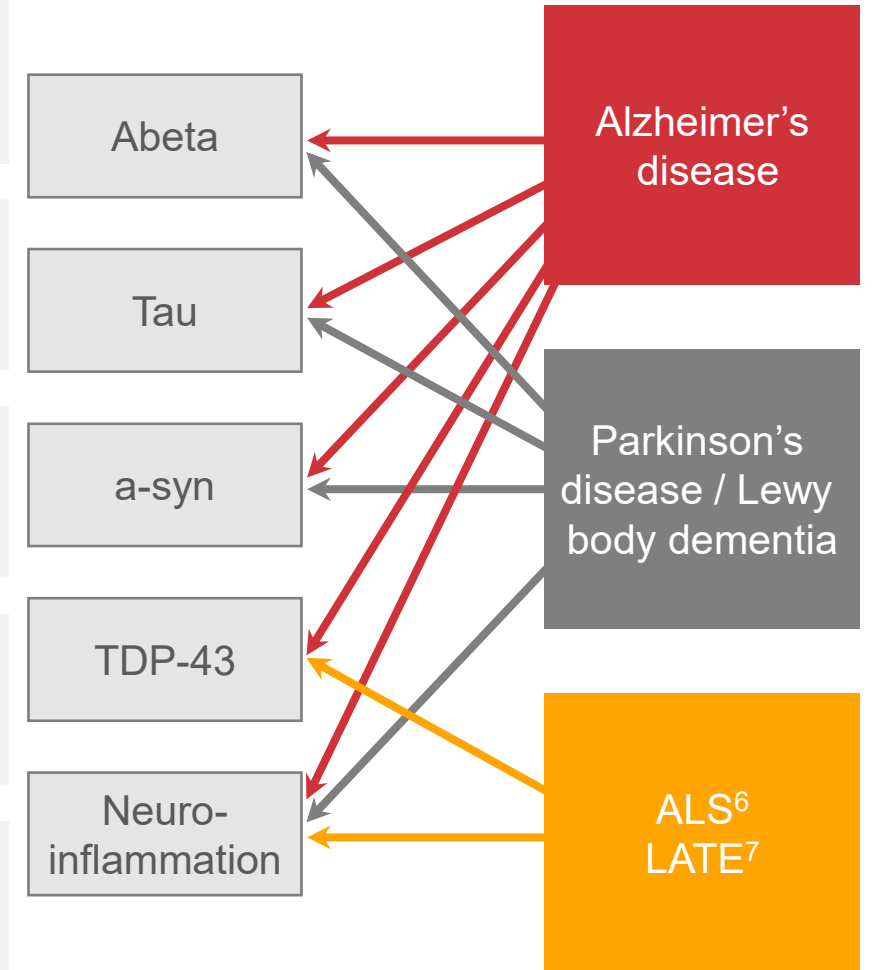 Abeta
Tau
a-syn
TDP-43
Neuro-
inflammation
Alzheimer’s
disease
Parkinson’s
disease / Lewy
body dementia
ALS⁶
LATE⁷